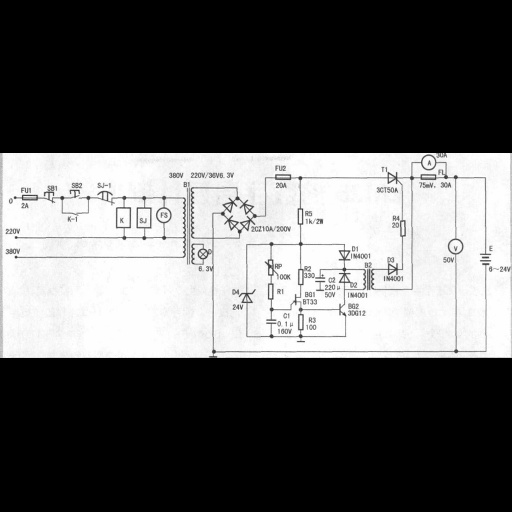 30A
A
FU2
T1
FL
380V 220V/36V6.3V
FU1 SB1 SB2 SJ-1
B1
20A
3CT50A
75mV. 30A
0
2A
K-1
K SJ FS
R5
1k/2W
R4
20
220V
2CZ10A/200V
V
E
380V
D
6.3V
D1
IN4001
50V
6~24V
RP
100K
R2
330
C2
220μ
50V
B2
D3
IN4001
D2
IN4001
D4
24V
R1
BG1
BT33
BG2
3DG12
C1
0.1μ
160V
R3
100